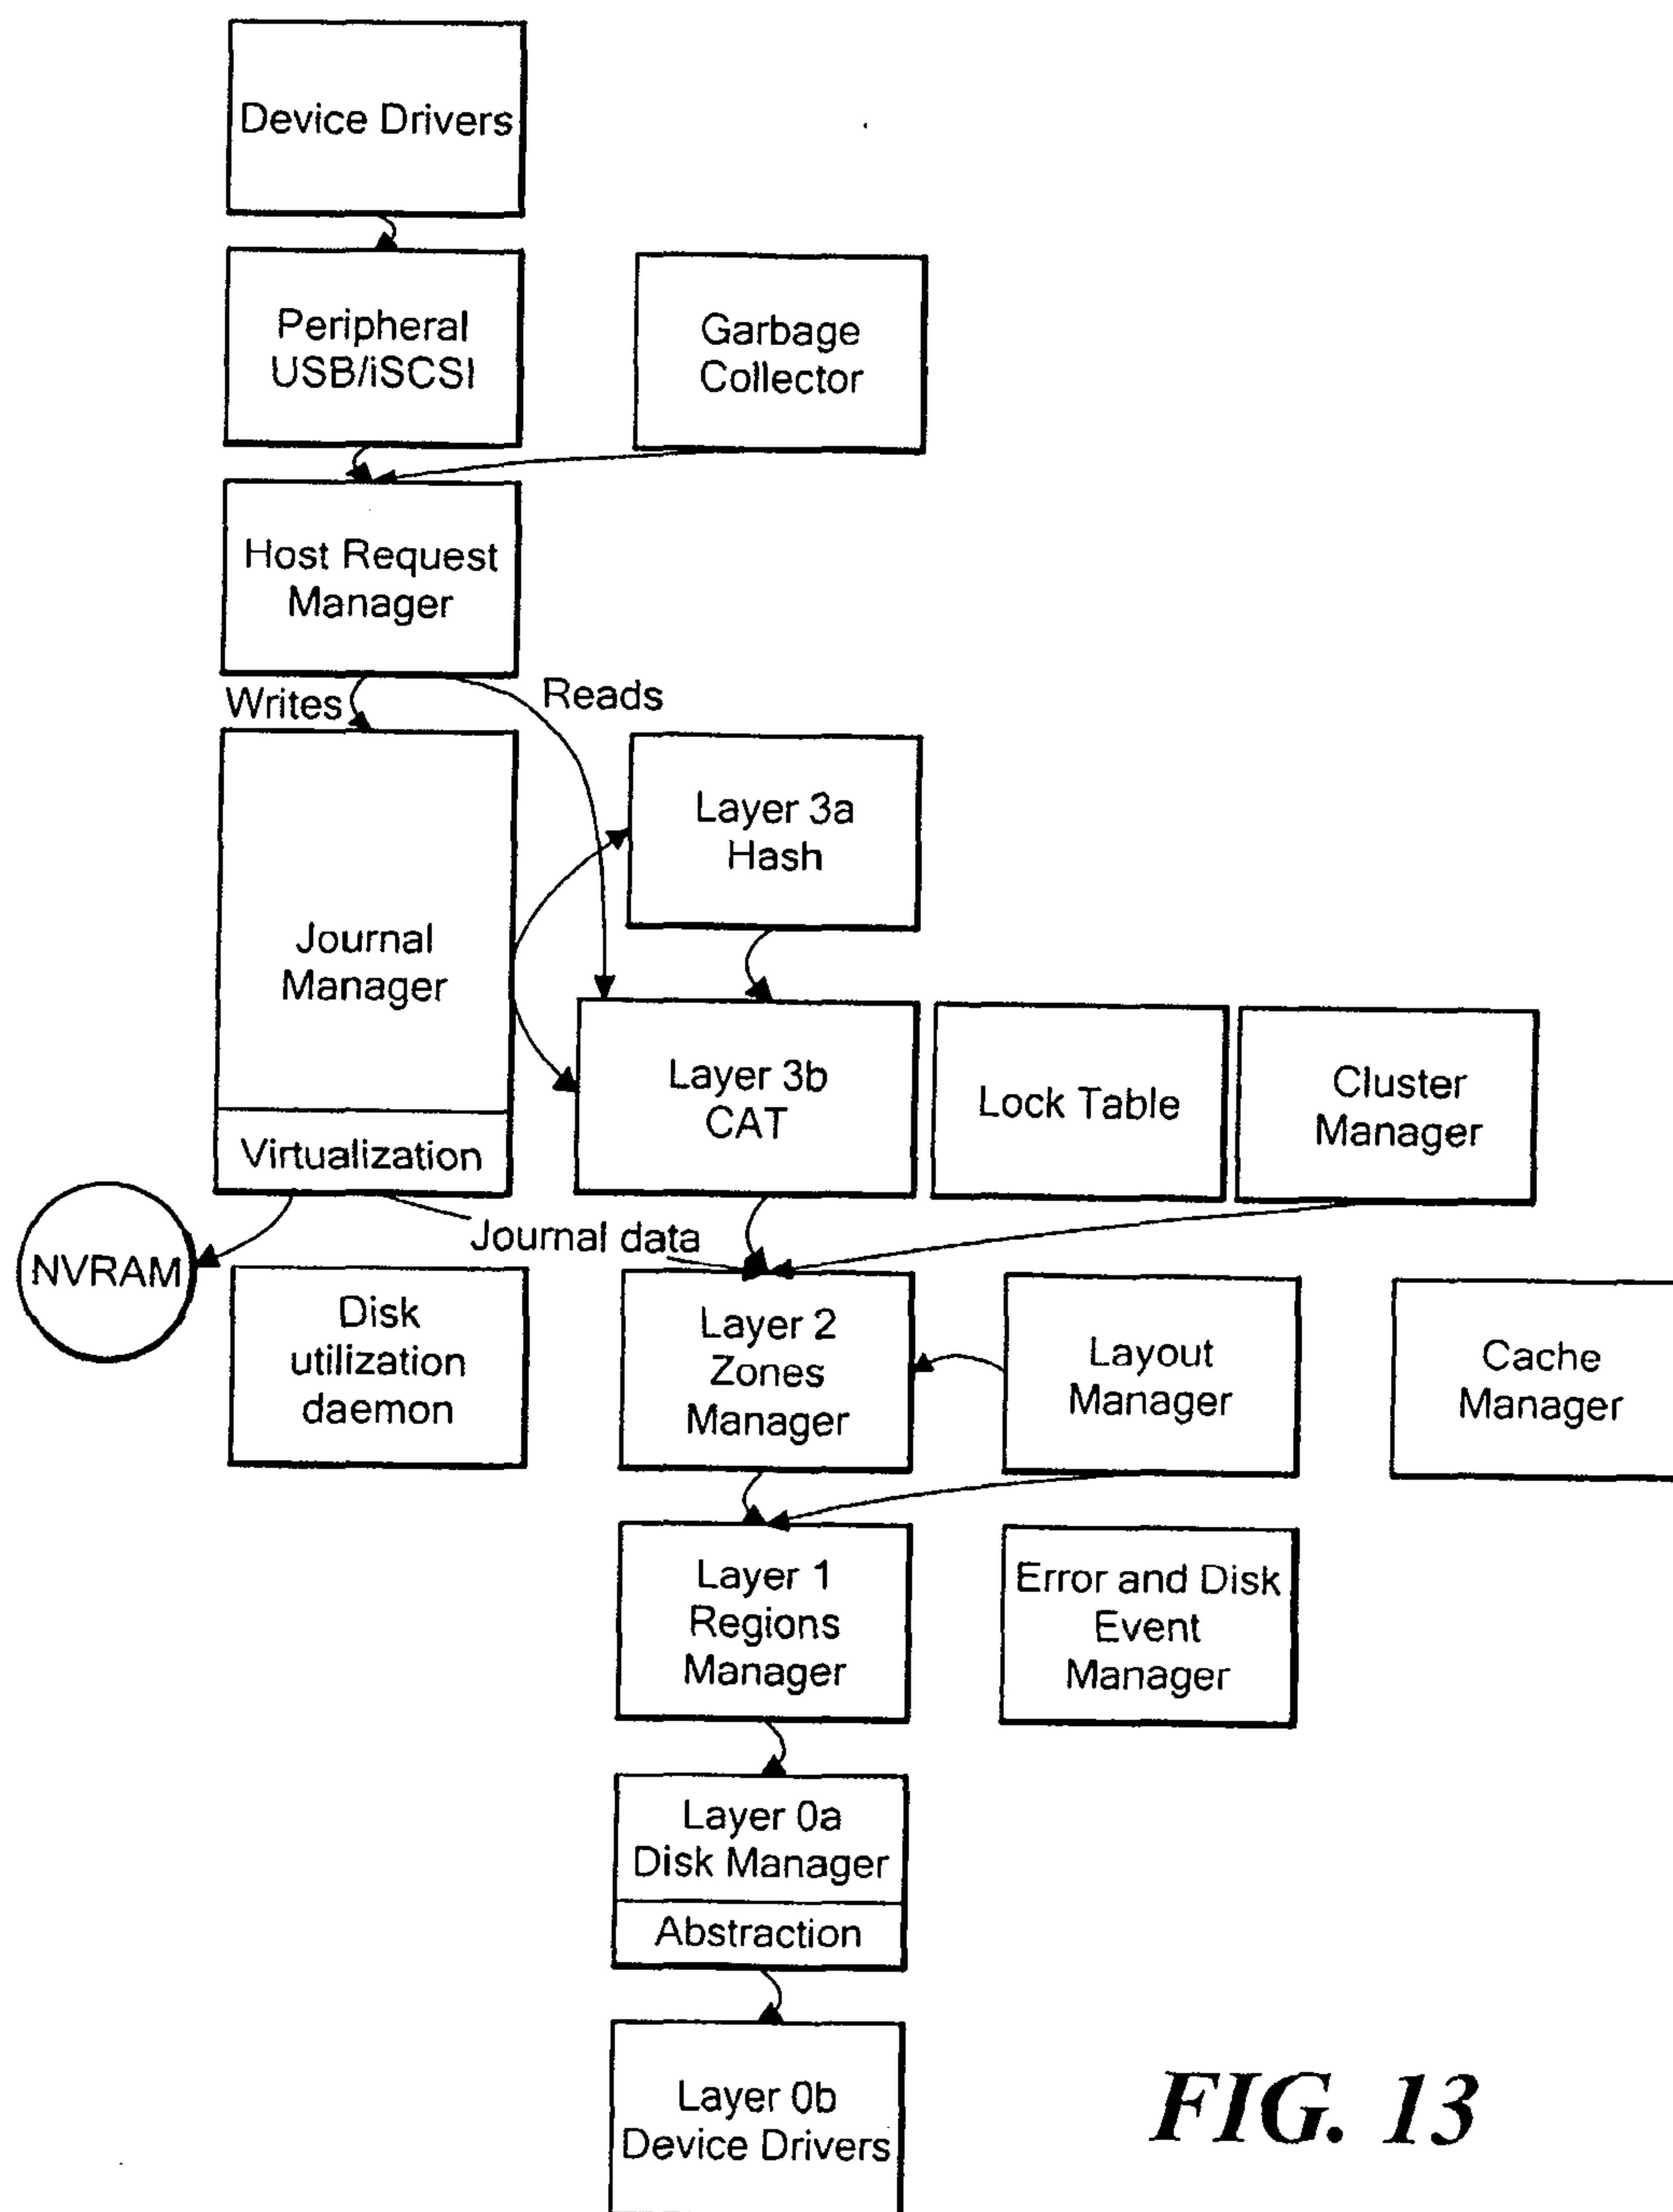 Device Drivers
Peripheral
USB/iSCSI
Garbage
Collector
Host Request
Manager
Writes
Reads
Layer 3a
Hash
Journal
Manager
Layer 3b
CAT
Lock Table
Cluster
Manager
Virtualization
Journal data
NVRAM
Disk
utilization
daemon
Layer 2
Zones
Manager
Layout
Manager
Cache
Manager
Layer 1
Regions
Manager
Error and Disk
Event
Manager
Layer 0a
Disk Manager
Abstraction
Layer 0b
Device Drivers
FIG. 13